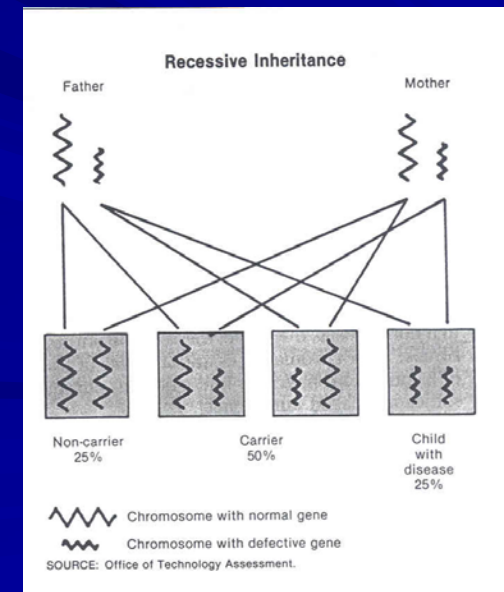 Recessive Inheritance
Father
Mother
Non-carrier
25%
Carrier
50%
Child
with
disease
25%
Chromosome with normal gene
Chromosome with defective gene
SOURCE: Office of Technology Assessment.